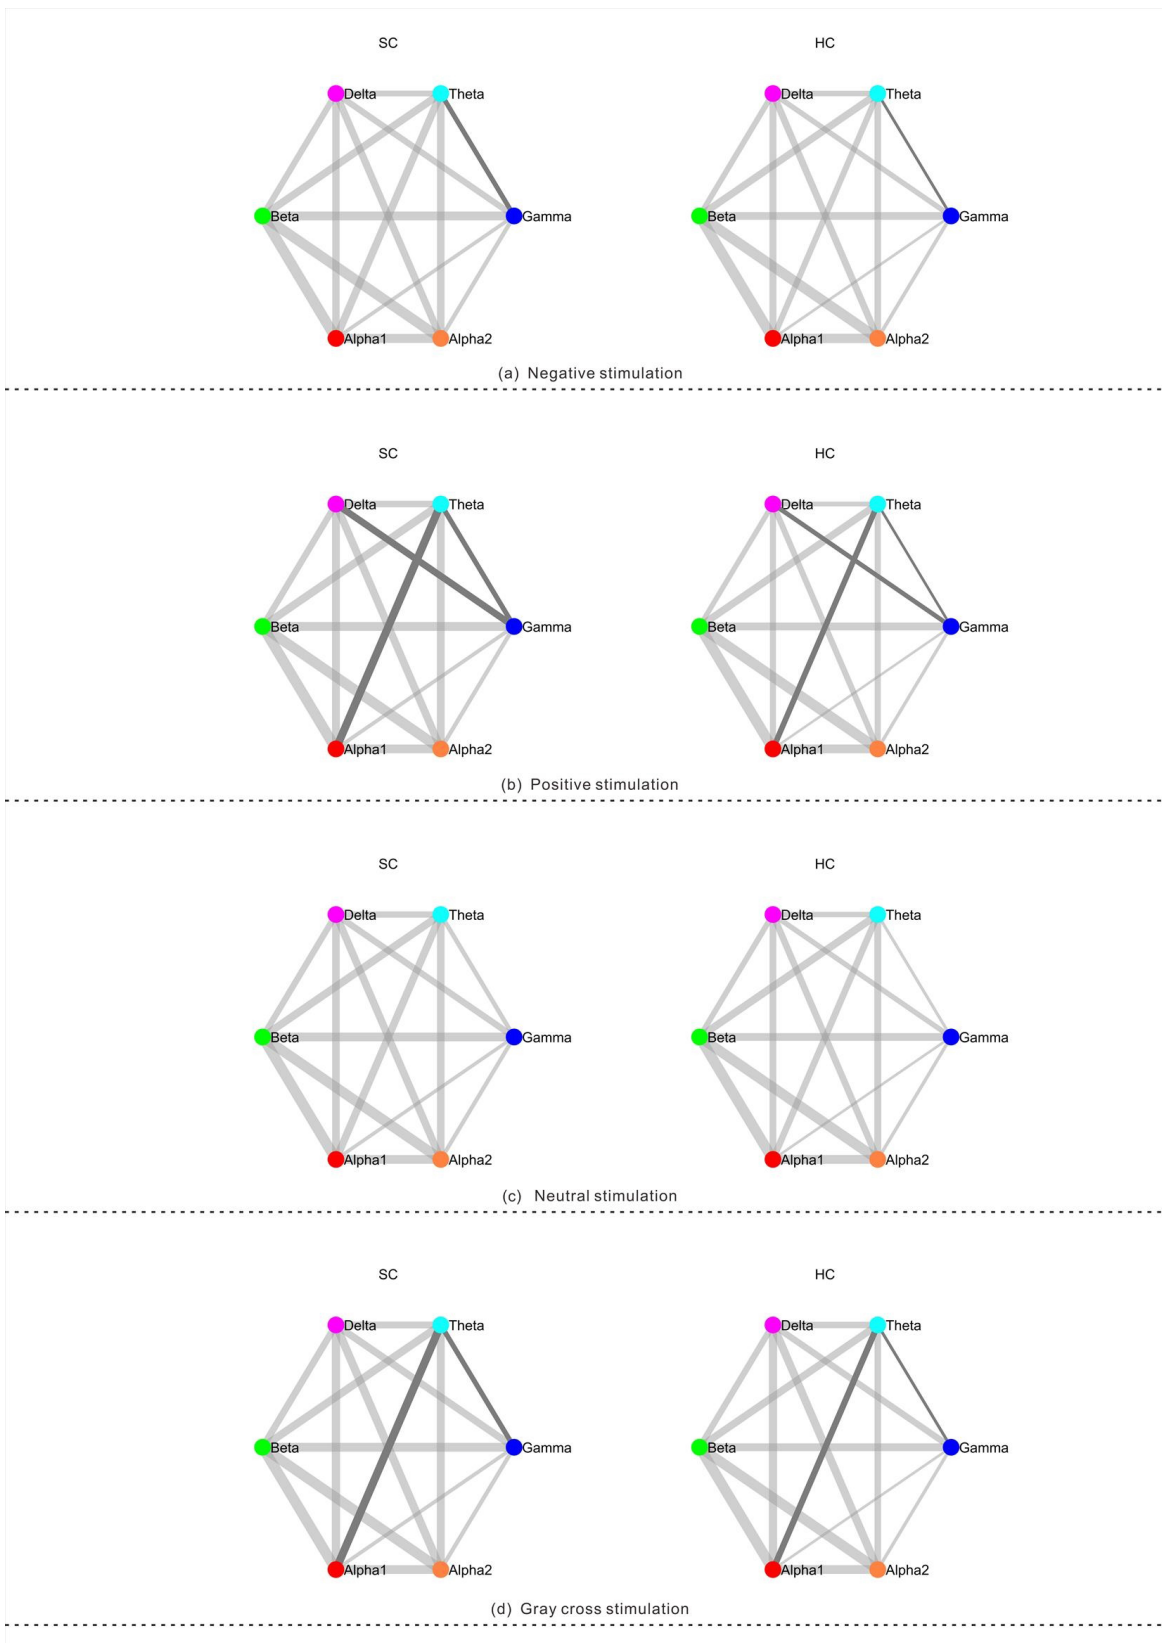 SC HC
Delta Theta Delta Theta
Beta Gamma Beta Gamma
Alpha1 Alpha2 Alpha1 Alpha2
(a) Negative stimulation
SC HC
Delta Theta Delta Theta
Beta Gamma Beta Gamma
Alpha1 Alpha2 Alpha1 Alpha2
(b) Positive stimulation
SC HC
Delta Theta Delta Theta
Beta Gamma Beta Gamma
Alpha1 Alpha2 Alpha1 Alpha2
(c) Neutral stimulation
SC HC
Delta Theta Delta Theta
Beta Gamma Beta Gamma
Alpha1 Alpha2 Alpha1 Alpha2
(d) Gray cross stimulation